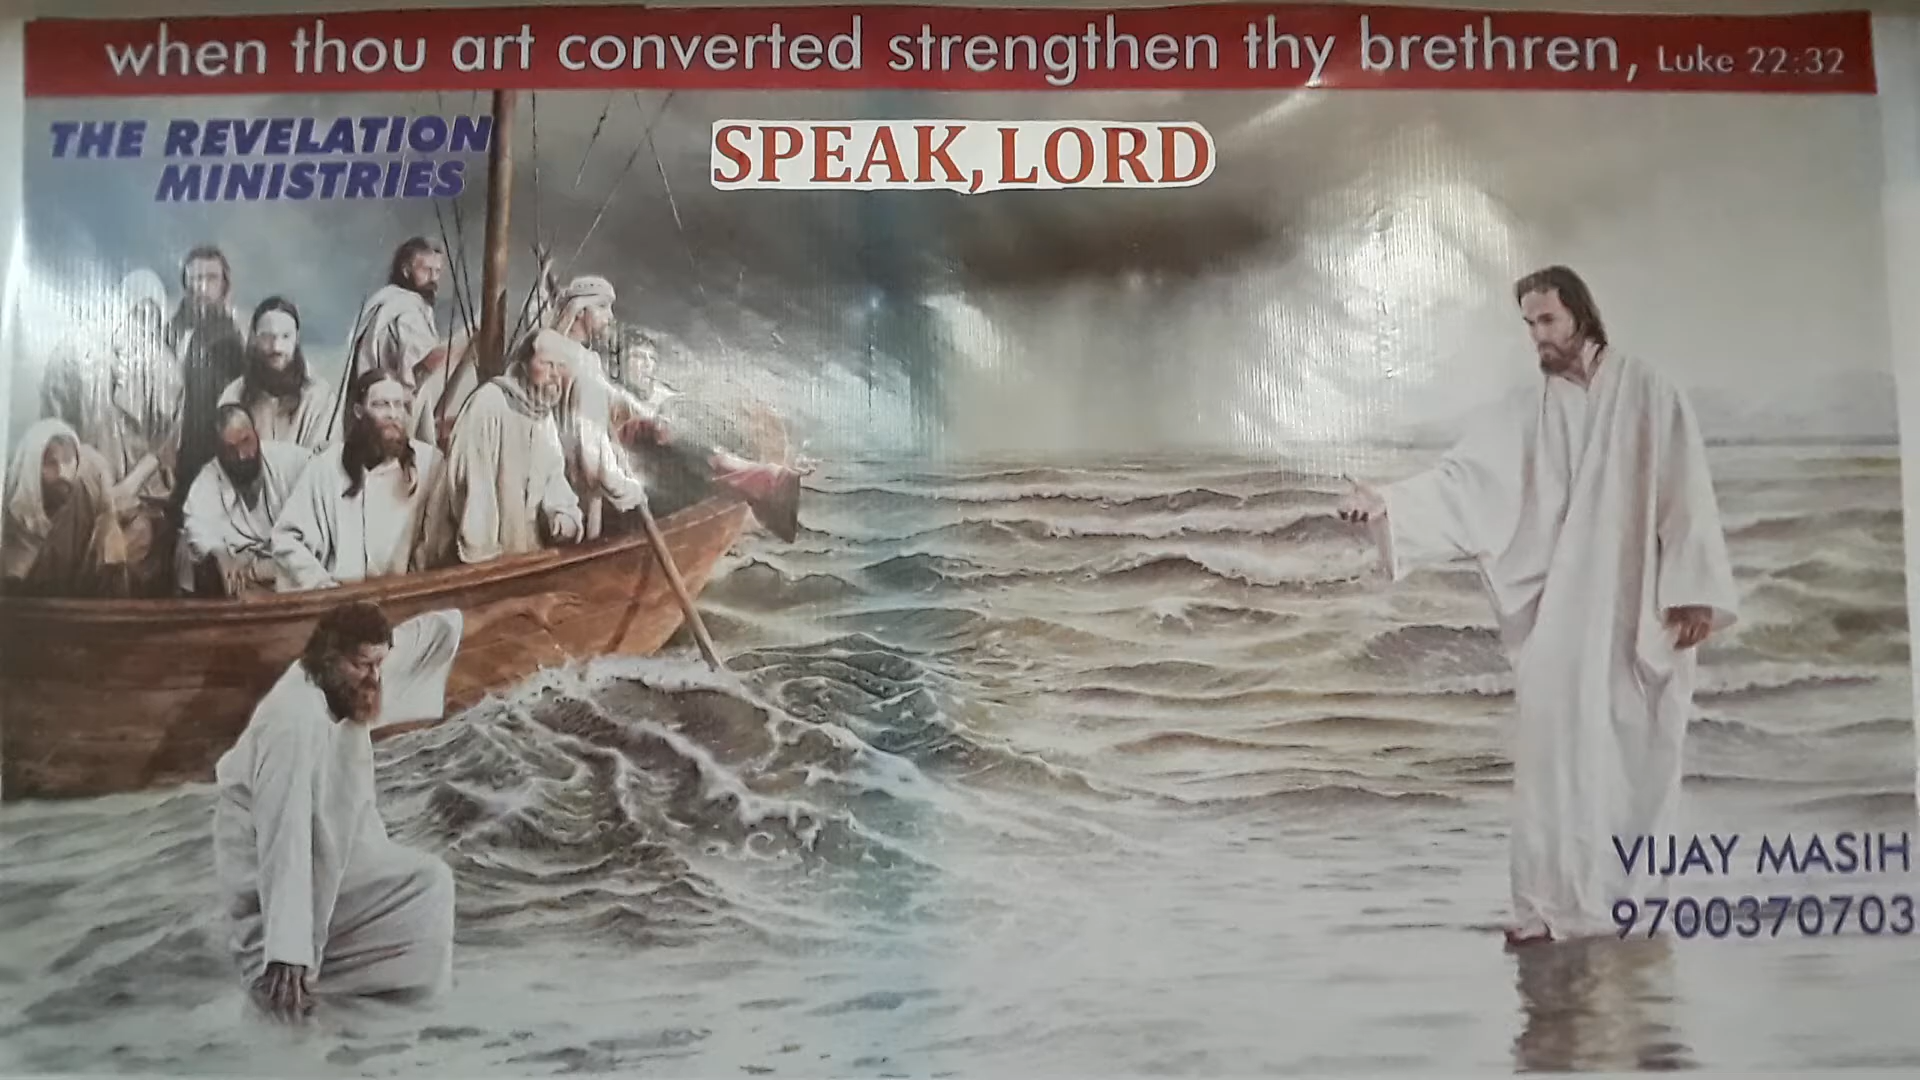 when thou art converted strengthen thy brethren, Luke 22:32
THE REVELATION
MINISTRIES
SPEAK, LORD
VIJAY MASIH
9700370703